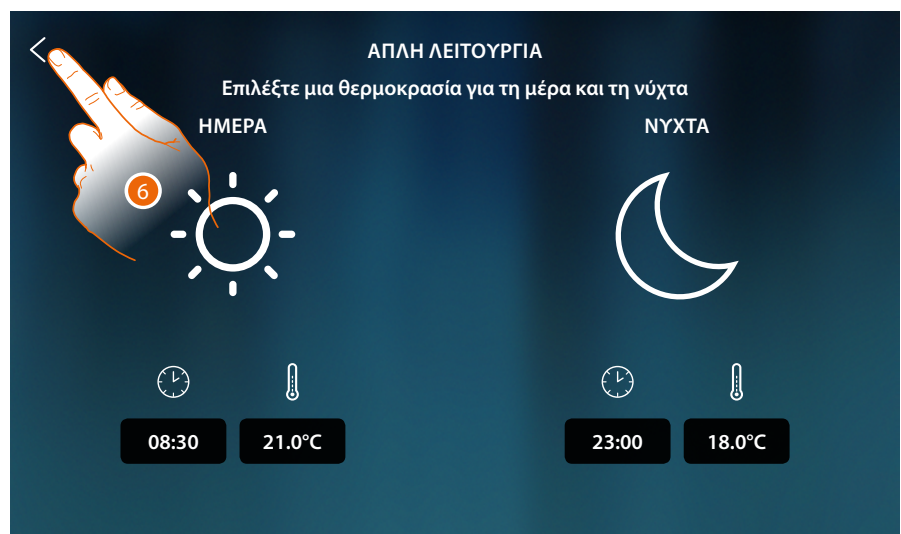 ΑΠΛΗ ΛΕΙΤΟΥΡΓΙΑ
Επιλέξτε μια θερμοκρασία για τη μέρα και τη νύχτα
ΗΜΕΡΑ
ΝΥΧΤΑ
6
08:30
21.0°C
23:00
18.0°C